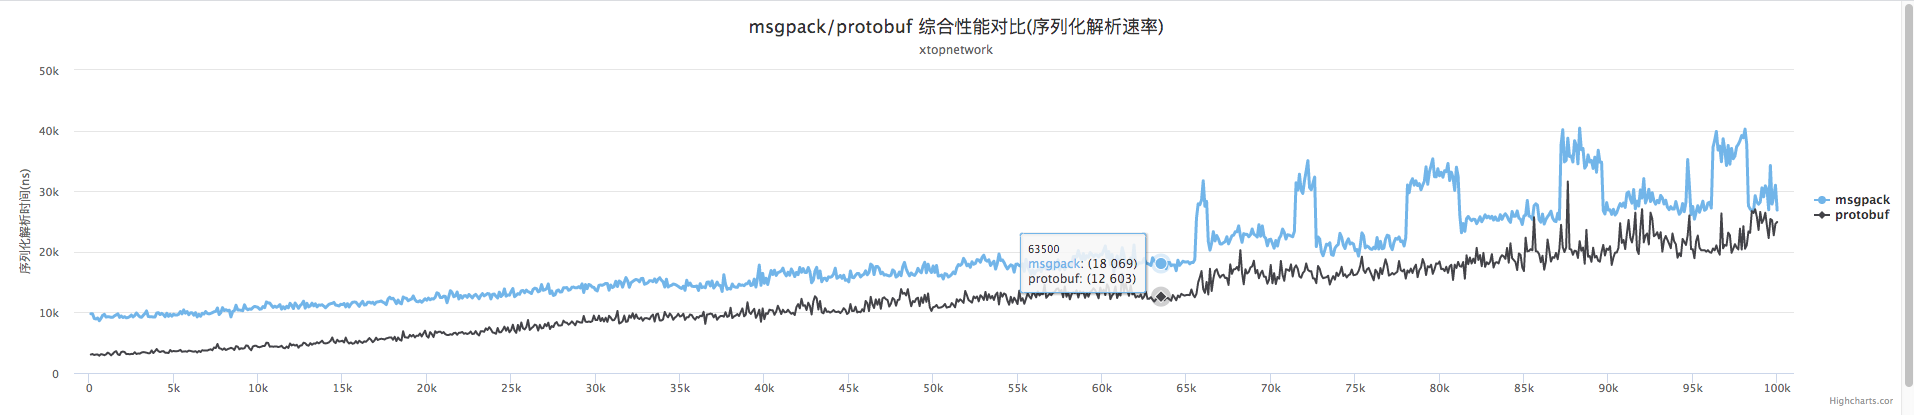 msgpack/protobuf 综合性能对比(序列化解析速率)
xtopnetwork
序列化解析时间(ns)
50k
40k
30k
20k
10k
0
63500
msgpack: (18 069)
protobuf: (12 603)
msgpack
protobuf
0 5k 10k 15k 20k 25k 30k 35k 40k 45k 50k 55k 60k 65k 70k 75k 80k 85k 90k 95k 100k
Highcharts.cor